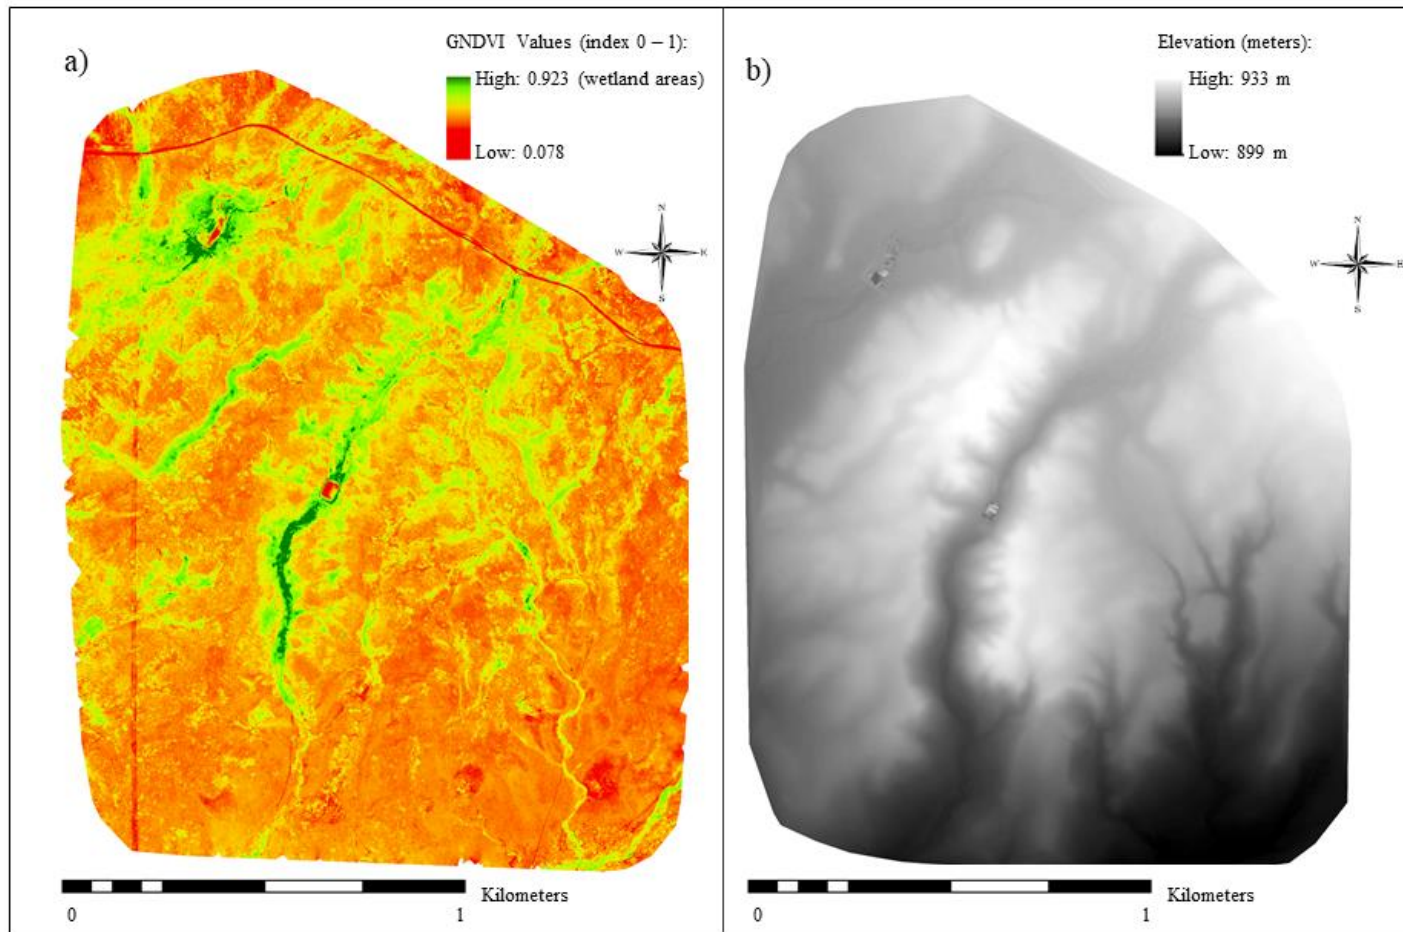 a)
GNDVI Values (index 0 – 1):
High: 0.923 (wetland areas)
Low: 0.078
N
W
E
S
Kilometers
0
1
b)
Elevation (meters):
High: 933 m
Low: 899 m
N
W
E
S
Kilometers
0
1